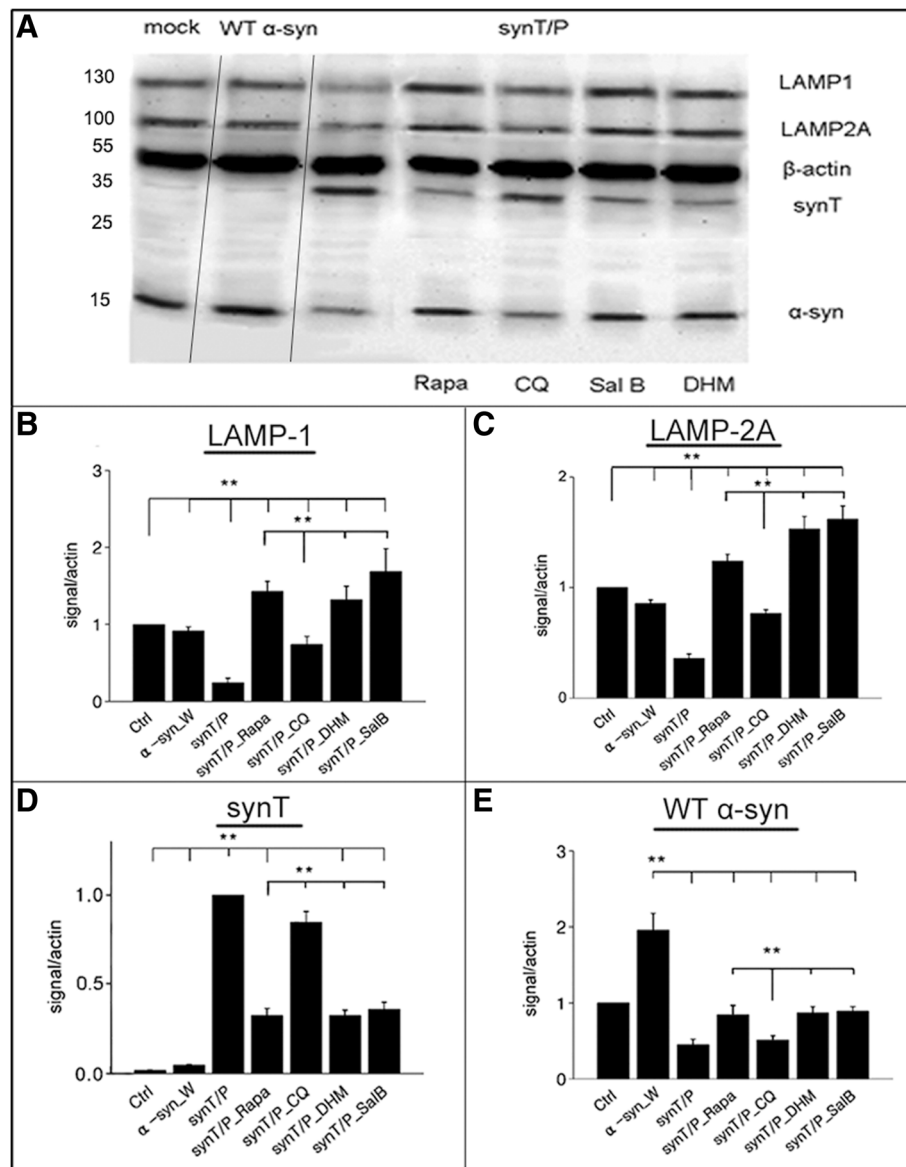 A
mock WT α-syn synT/P
130
100
55
35
25
15
LAMP1
LAMP2A
β-actin
synT
α-syn
Rapa CQ Sal B DHM
B
LAMP-1
signal/actin
3
2
1
0
** **
Ctrl α-syn_W synT/P synT/P_Rapa synT/P_CQ synT/P_DHM synT/P_SalB
C
LAMP-2A
signal/actin
2
1
0
** **
Ctrl α-syn_W synT/P synT/P_Rapa synT/P_CQ synT/P_DHM synT/P_SalB
D
synT
signal/actin
1.0
0.5
0.0
** **
Ctrl α-syn_W synT/P synT/P_Rapa synT/P_CQ synT/P_DHM synT/P_SalB
E
WT α-syn
signal/actin
3
2
1
0
** **
Ctrl α-syn_W synT/P synT/P_Rapa synT/P_CQ synT/P_DHM synT/P_SalB